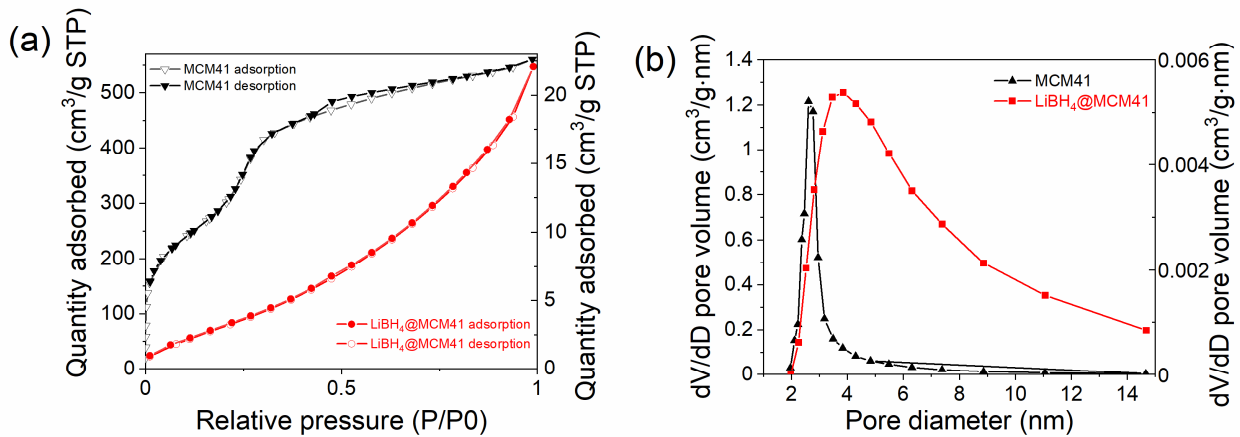 (a)
Quantity adsorbed (cm³/g STP)
500
400
300
200
100
0
MCM41 adsorption
MCM41 desorption
LiBH₄@MCM41 adsorption
LiBH₄@MCM41 desorption
20
15
10
5
0
Quantity adsorbed (cm³/g STP)
0
0.5
1
Relative pressure (P/P0)
(b)
dV/dD pore volume (cm³/g·nm)
1.4
1.2
1.0
0.8
0.6
0.4
0.2
0
MCM41
LiBH₄@MCM41
0.006
0.004
0.002
0.000
dV/dD pore volume (cm³/g·nm)
2
4
6
8
10
12
14
Pore diameter (nm)